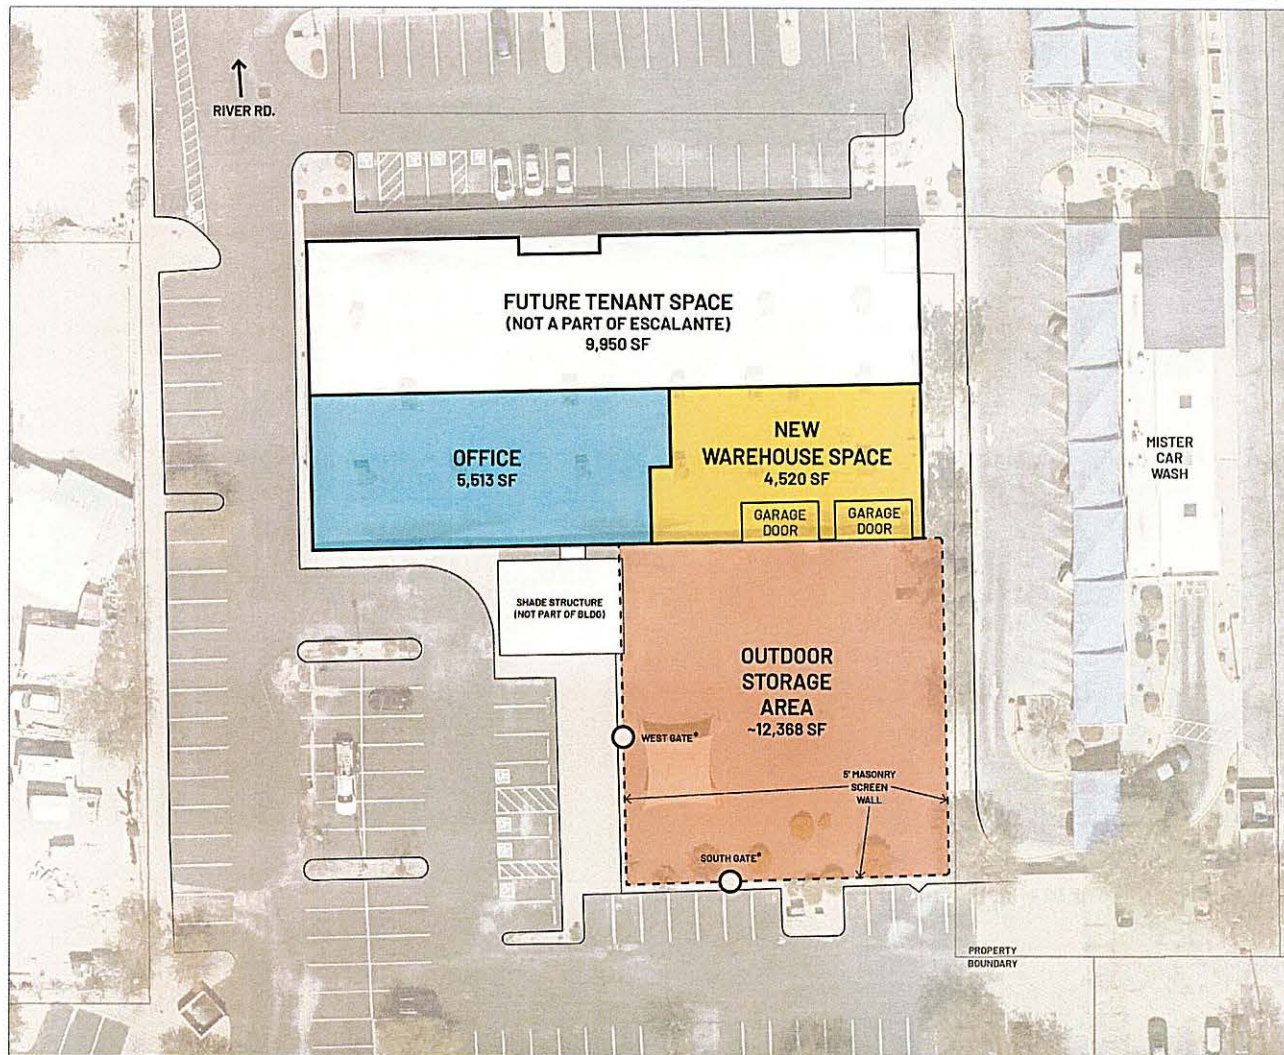 RIVER RD.
FUTURE TENANT SPACE
(NOT A PART OF ESCALANTE)
9,950 SF
OFFICE
5,513 SF
NEW
WAREHOUSE SPACE
4,520 SF
GARAGE
DOOR
GARAGE
DOOR
MISTER
CAR
WASH
SHADE STRUCTURE
(NOT PART OF BLDG)
OUTDOOR
STORAGE
AREA
~12,368 SF
WEST GATE*
5' MASONRY
SCREEN
WALL
SOUTH GATE*
PROPERTY
BOUNDARY